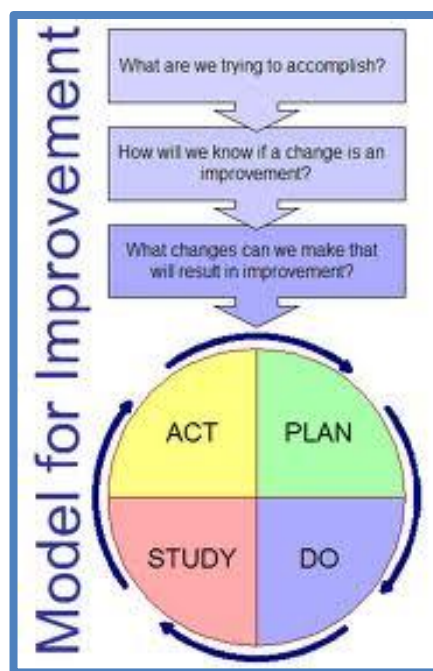 Model for Improvement
What are we trying to accomplish?
How will we know if a change is an
improvement?
What changes can we make that
will result in improvement?
ACT
PLAN
STUDY
DO